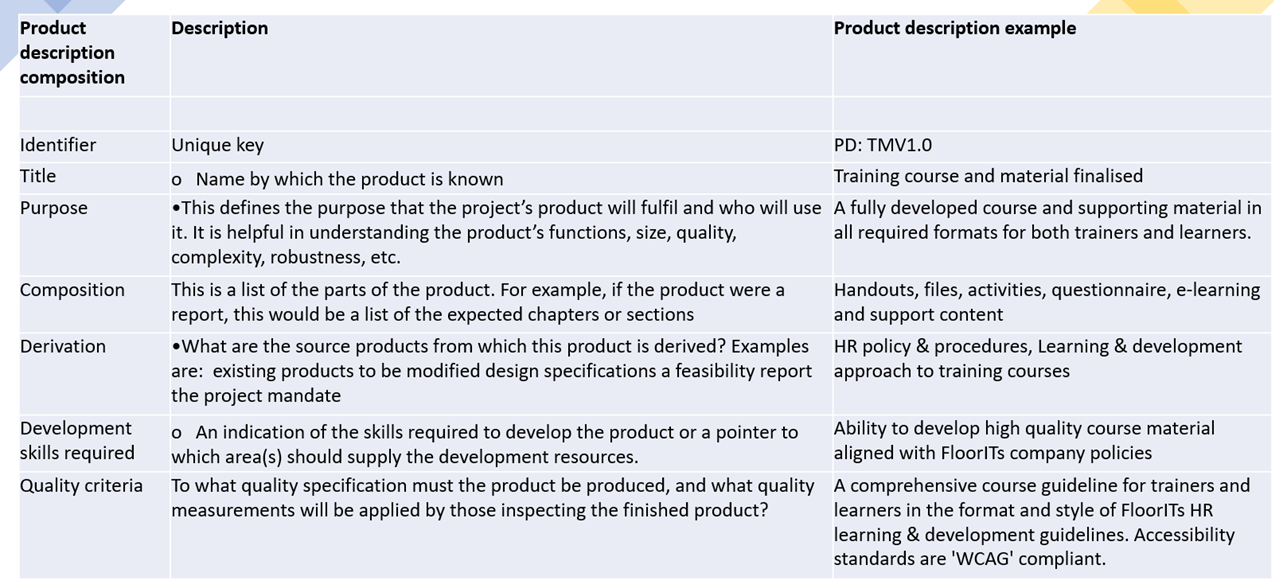 Product
description
composition
Description
Product description example
Identifier
Unique key
PD: TMV1.0
Title
o Name by which the product is known
Training course and material finalised
Purpose
•This defines the purpose that the project’s product will fulfil and who will use
it. It is helpful in understanding the product’s functions, size, quality,
complexity, robustness, etc.
A fully developed course and supporting material in
all required formats for both trainers and learners.
Composition
This is a list of the parts of the product. For example, if the product were a
report, this would be a list of the expected chapters or sections
Handouts, files, activities, questionnaire, e-learning
and support content
Derivation
•What are the source products from which this product is derived? Examples
are: existing products to be modified design specifications a feasibility report
the project mandate
HR policy & procedures, Learning & development
approach to training courses
Development
skills required
o An indication of the skills required to develop the product or a pointer to
which area(s) should supply the development resources.
Ability to develop high quality course material
aligned with FloorITs company policies
Quality criteria
To what quality specification must the product be produced, and what quality
measurements will be applied by those inspecting the finished product?
A comprehensive course guideline for trainers and
learners in the format and style of FloorITs HR
learning & development guidelines. Accessibility
standards are 'WCAG' compliant.